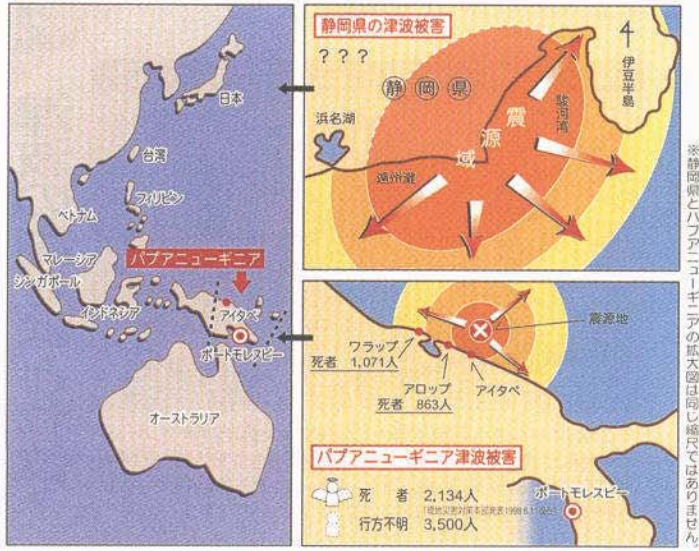 日本
台湾
フィリピン
ベトナム
マレーシア
シンガポール
パプアニューギニア
インドネシア
アイタペ
ポートモレスビー
オーストラリア
静岡県の津波被害
???
静岡県
浜名湖
震源域
遠州灘
駿河湾
伊豆半島
震源地
ワラップ
死者 1,071人
アロップ
死者 863人
アイタペ
パプアニューギニア津波被害
死者 2,134人
行方不明 3,500人
ポートモレスビー
※静岡県とパプアニューギニアの拡大図は同じ縮尺ではありません。